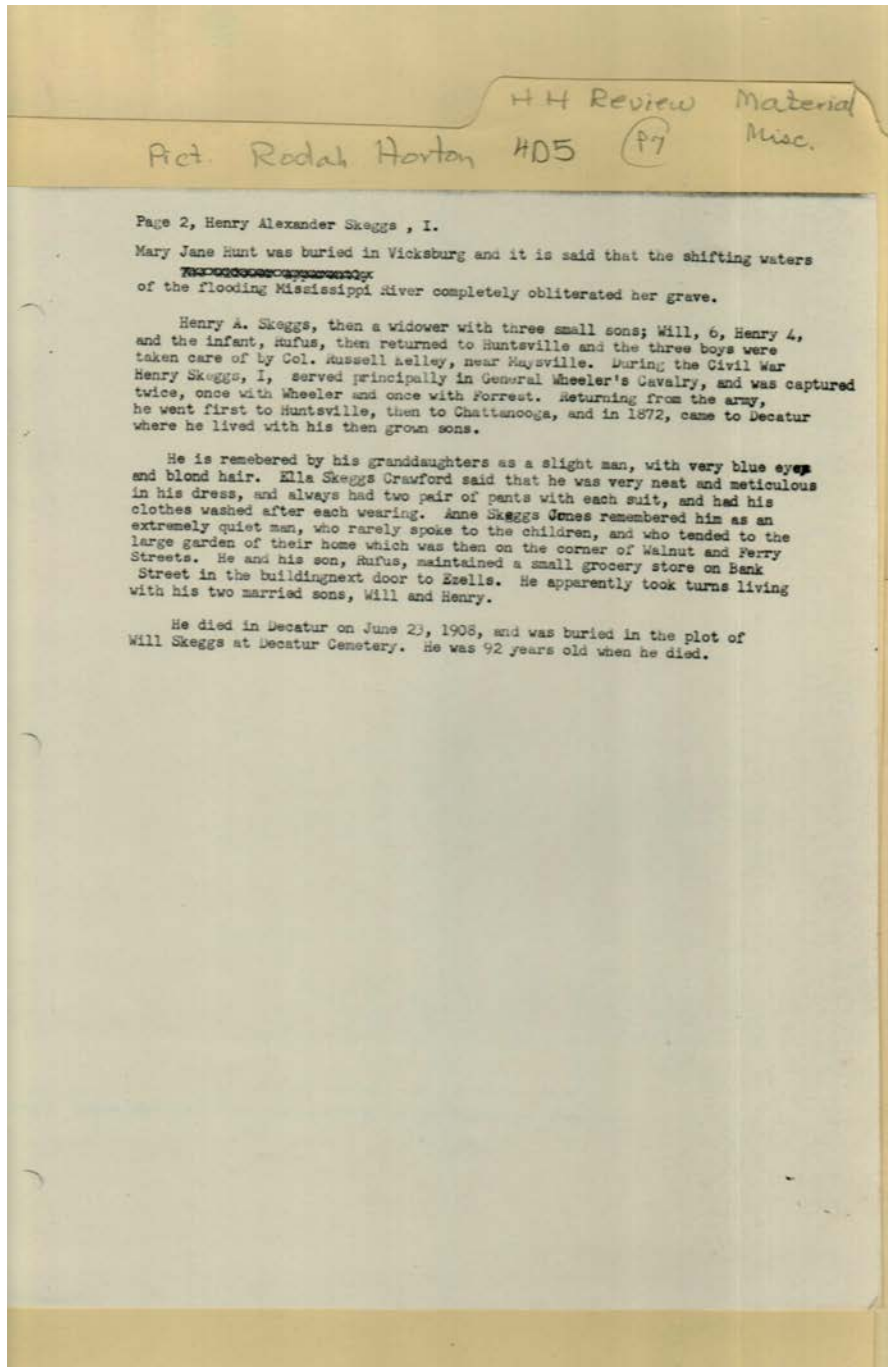 H H Review Material
Pict. Rodah Horton 4D5 P7 Misc.
Page 2, Henry Alexander Skeggs , I.
Mary Jane Hunt was buried in Vicksburg and it is said that the shifting waters
of the flooding Mississippi River completely obliterated her grave.
Henry A. Skeggs, then a widower with three small sons; Will, 6, Henry 4,
and the infant, Rufus, then returned to Huntsville and the three boys were
taken care of by Col. Russell Kelley, near Maysville. During the Civil War
Henry Skeggs, I, served principally in General Wheeler's Cavalry, and was captured
twice, once with Wheeler and once with Forrest. Returning from the army,
he went first to Huntsville, then to Chattanooga, and in 1872, came to Decatur
where he lived with his then grown sons.
He is remebered by his granddaughters as a slight man, with very blue eyes
and blond hair. Ella Skeggs Crawford said that he was very neat and meticulous
in his dress, and always had two pair of pants with each suit, and had his
clothes washed after each wearing. Anne Skeggs Jones remembered him as an
extremely quiet man, who rarely spoke to the children, and who tended to the
large garden of their home which was then on the corner of Walnut and Ferry
Streets. He and his son, Rufus, maintained a small grocery store on Bank
Street in the buildingnext door to Ezells. He apparently took turns living
with his two married sons, Will and Henry.
He died in Decatur on June 23, 1908, and was buried in the plot of
Will Skeggs at Decatur Cemetery. He was 92 years old when he died.